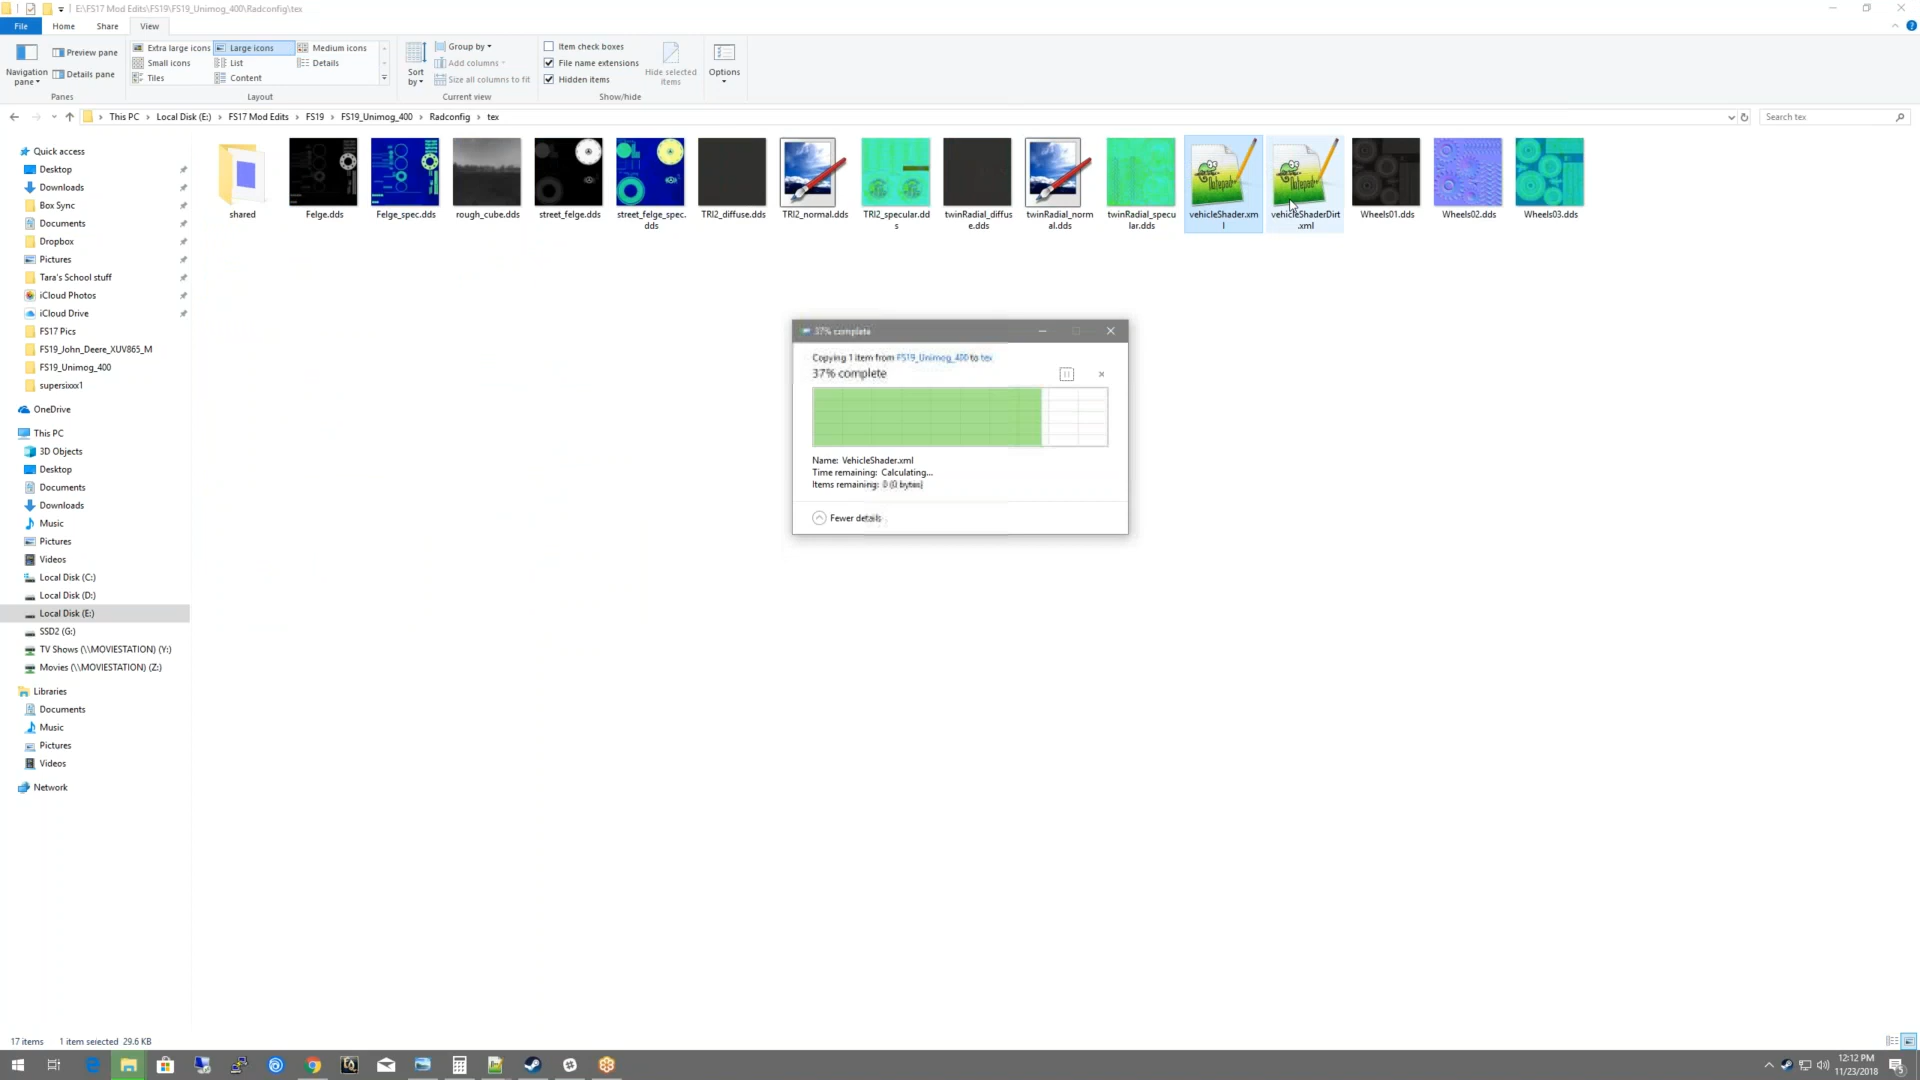 E:\FS17 Mod Edits\FS19\FS19_Unimog_400\Radconfig\tex
File
Home
Share
View
Navigation pane
Preview pane
Details pane
Panes
Extra large icons
Large icons
Medium icons
Small icons
List
Details
Tiles
Content
Layout
Sort by
Group by
Add columns
Size all columns to fit
Current view
Item check boxes
File name extensions
Hidden items
Hide selected items
Show/hide
Options
This PC > Local Disk (E:) > FS17 Mod Edits > FS19 > FS19_Unimog_400 > Radconfig > tex
Search tex
Quick access
Desktop
Downloads
Box Sync
Documents
Dropbox
Pictures
Tara's School stuff
iCloud Photos
iCloud Drive
FS17 Pics
FS19_John_Deere_XUV865_M
FS19_Unimog_400
supersixxx1
OneDrive
This PC
3D Objects
Desktop
Documents
Downloads
Music
Pictures
Videos
Local Disk (C:)
Local Disk (D:)
Local Disk (E:)
SSD2 (G:)
TV Shows (\\MOVIESTATION) (Y:)
Movies (\\MOVIESTATION) (Z:)
Libraries
Documents
Music
Pictures
Videos
Network
shared
Felge.dds
Felge_spec.dds
rough_cube.dds
street_felge.dds
street_felge_spec.
dds
TRI2_diffuse.dds
TRI2_normal.dds
TRI2_specular.dd
s
twinRadial_diffus
e.dds
twinRadial_norm
al.dds
twinRadial_specu
lar.dds
vehicleShader.xm
l
vehicleShaderDirt
.xml
Wheels01.dds
Wheels02.dds
Wheels03.dds
37% complete
Copying 1 item from FS19_Unimog_400 to tex
37% complete
Name: VehicleShader.xml
Time remaining: Calculating...
Items remaining: 0 (0 bytes)
Fewer details
17 items
1 item selected 29.6 KB
12:12 PM
11/23/2018